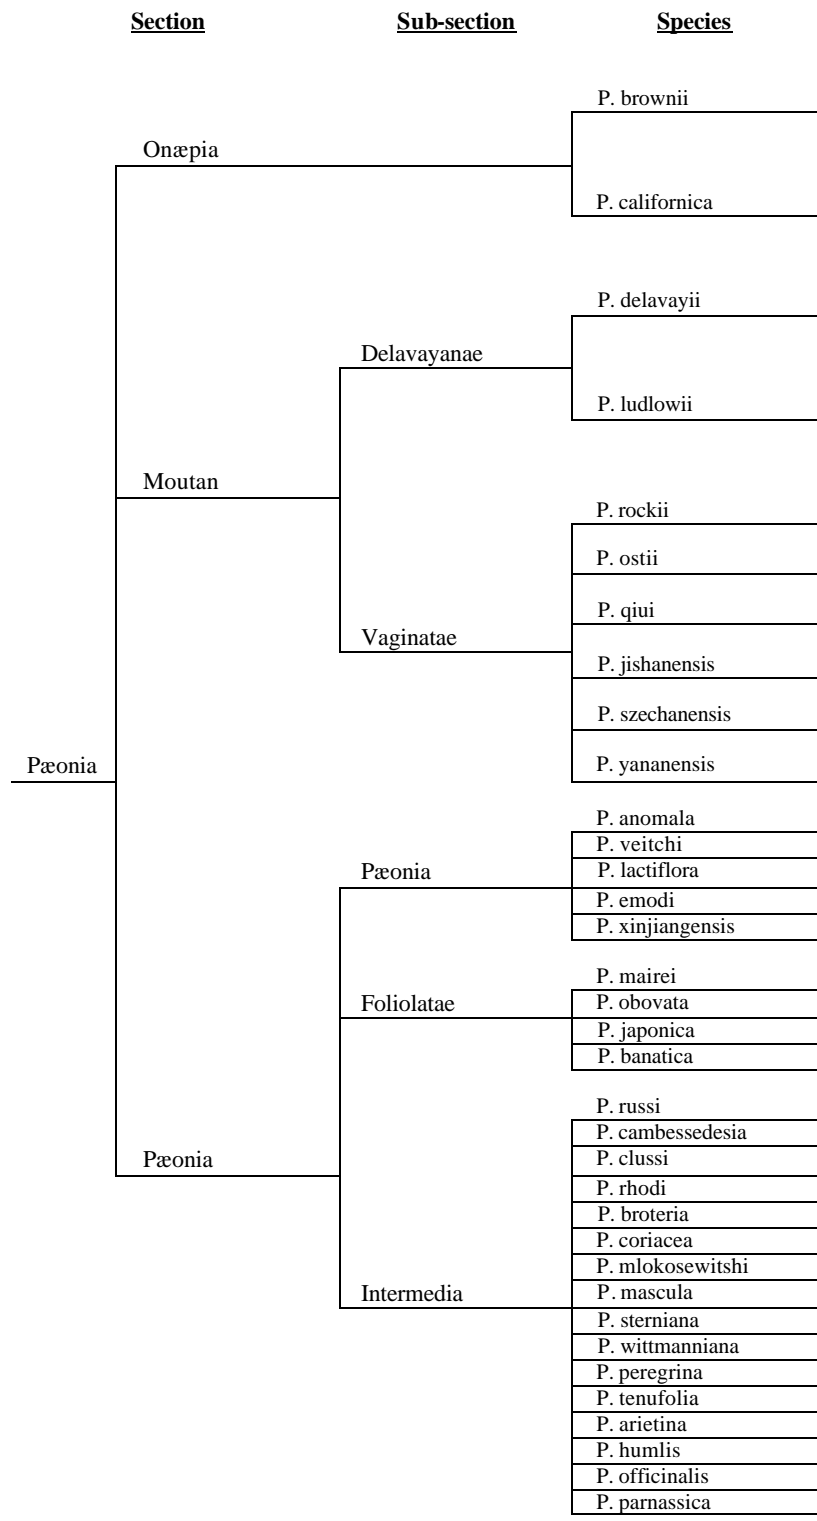 Section Sub-section Species
P. brownii
Onæpia
P. californica
P. delavayii
Delavayanae
P. ludlowii
Moutan
P. rockii
P. ostii
P. qiui
Vaginatae
P. jishanensis
P. szechanensis
Pæonia
P. yananensis
P. anomala
P. veitchi
Pæonia
P. lactiflora
P. emodi
P. xinjiangensis
P. mairei
Foliolatae
P. obovata
P. japonica
P. banatica
P. russi
P. cambessedesia
Pæonia
P. clussi
P. rhodi
P. broteria
P. coriacea
P. mlokosewitshi
Intermedia
P. mascula
P. sterniana
P. wittmanniana
P. peregrina
P. tenufolia
P. arietina
P. humlis
P. officinalis
P. parnassica